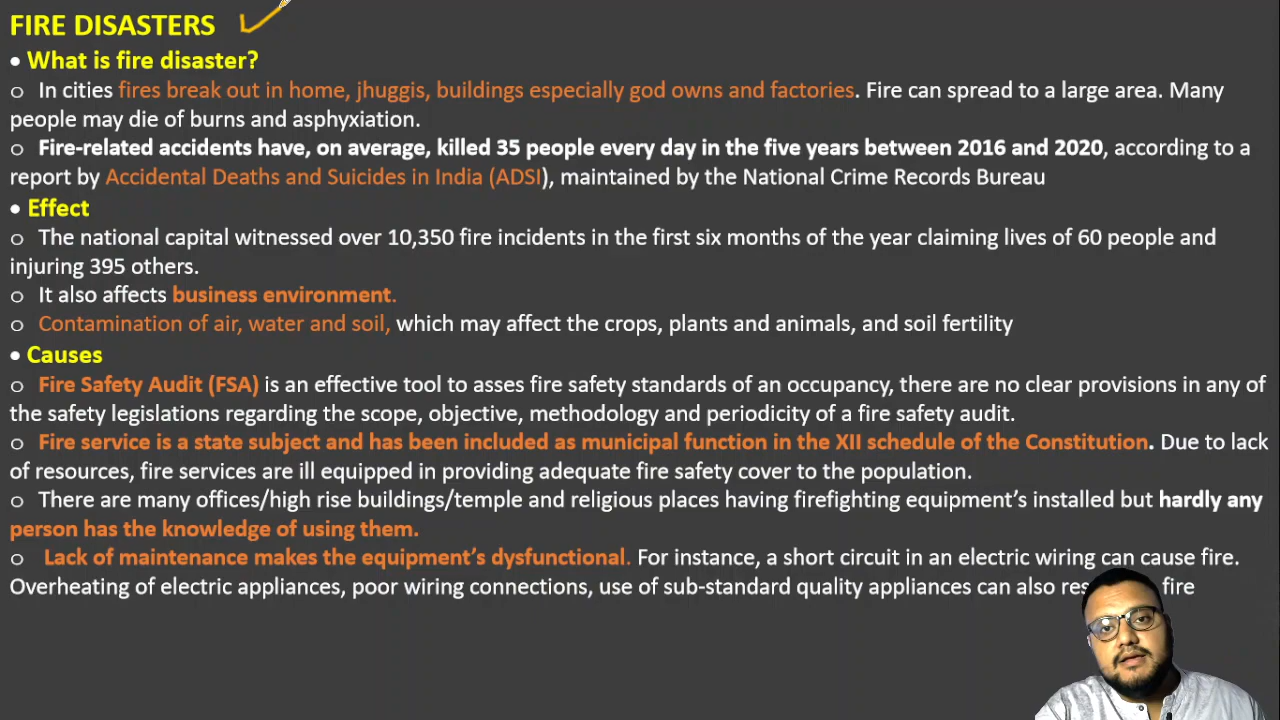 FIRE DISASTERS
• What is fire disaster?
o In cities fires break out in home, jhuggis, buildings especially god owns and factories. Fire can spread to a large area. Many
people may die of burns and asphyxiation.
o Fire-related accidents have, on average, killed 35 people every day in the five years between 2016 and 2020, according to a
report by Accidental Deaths and Suicides in India (ADSI), maintained by the National Crime Records Bureau
• Effect
o The national capital witnessed over 10,350 fire incidents in the first six months of the year claiming lives of 60 people and
injuring 395 others.
o It also affects business environment.
o Contamination of air, water and soil, which may affect the crops, plants and animals, and soil fertility
• Causes
o Fire Safety Audit (FSA) is an effective tool to asses fire safety standards of an occupancy, there are no clear provisions in any of
the safety legislations regarding the scope, objective, methodology and periodicity of a fire safety audit.
o Fire service is a state subject and has been included as municipal function in the XII schedule of the Constitution. Due to lack
of resources, fire services are ill equipped in providing adequate fire safety cover to the population.
o There are many offices/high rise buildings/temple and religious places having firefighting equipment's installed but hardly any
person has the knowledge of using them.
o Lack of maintenance makes the equipment's dysfunctional. For instance, a short circuit in an electric wiring can cause fire.
Overheating of electric appliances, poor wiring connections, use of sub-standard quality appliances can also fire